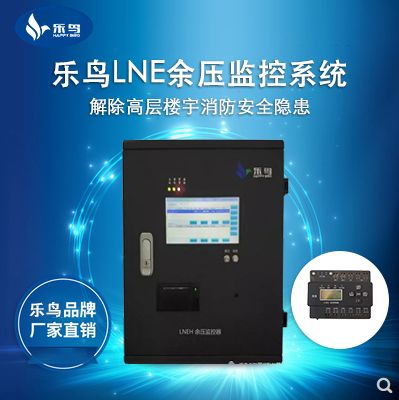 乐鸟
HAPPY BIRD
乐鸟LNE余压监控系统
解除高层楼宇消防安全隐患
乐鸟
LNEH 余压监控器
乐鸟品牌
厂家直销